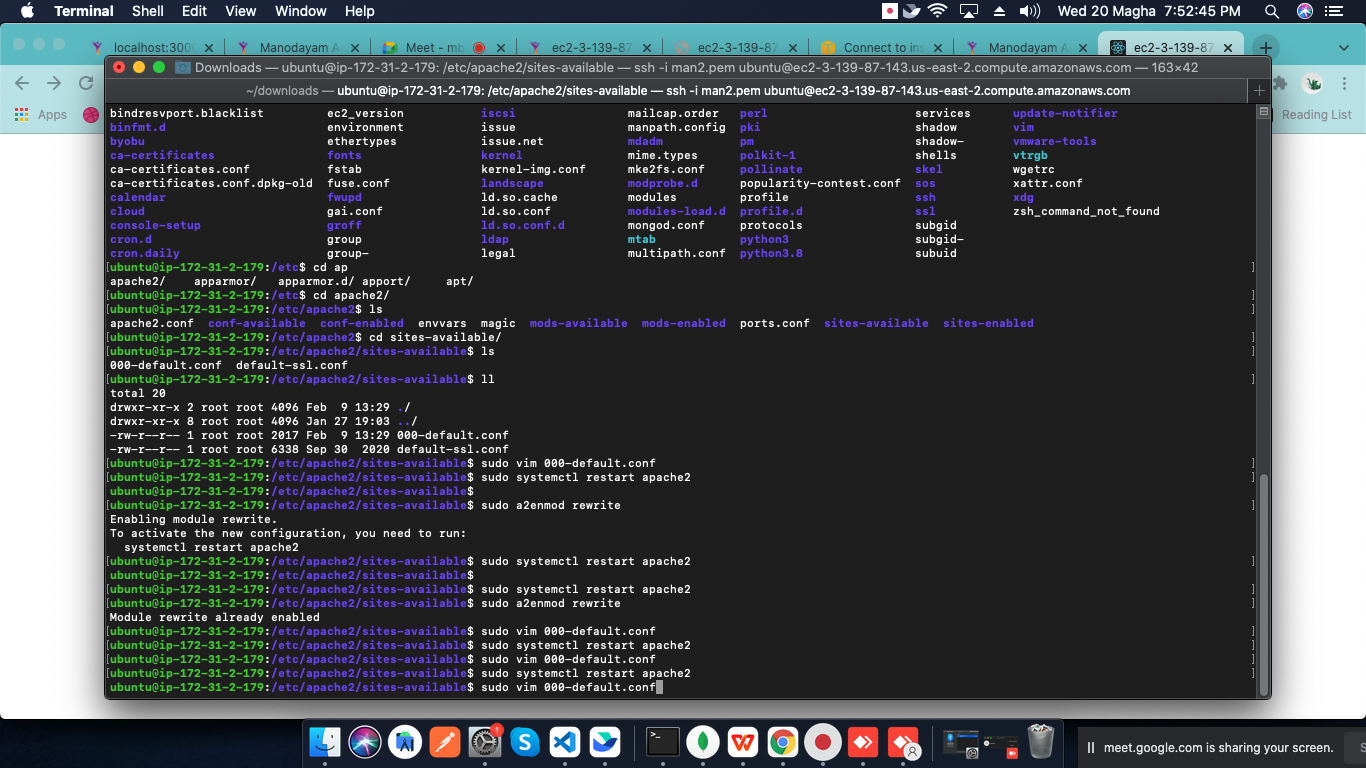 Terminal Shell Edit View Window Help Wed 20 Magha 7:52:45 PM
localhost:300 Manodayam A Meet - mb ec2-3-139-87 ec2-3-139-87 Connect to ins Manodayam A ec2-3-139-87
Downloads — ubuntu@ip-172-31-2-179: /etc/apache2/sites-available — ssh -i man2.pem ubuntu@ec2-3-139-87-143.us-east-2.compute.amazonaws.com — 163×42
~/downloads — ubuntu@ip-172-31-2-179: /etc/apache2/sites-available — ssh -i man2.pem ubuntu@ec2-3-139-87-143.us-east-2.compute.amazonaws.com
Apps Reading List
bindresvport.blacklist ec2_version iscsi mailcap.order perl services update-notifier
binfmt.d environment issue manpath.config pki shadow vim
byobu ethertypes issue.net mdadm pm shadow- vmware-tools
ca-certificates fonts kernel mime.types polkit-1 shells vtrgb
ca-certificates.conf fstab kernel-img.conf mke2fs.conf pollinate skel wgetrc
ca-certificates.conf.dpkg-old fuse.conf landscape modprobe.d popularity-contest.conf sos xattr.conf
calendar fwupd ld.so.cache modules profile ssh xdg
cloud gai.conf ld.so.conf modules-load.d profile.d ssl zsh_command_not_found
console-setup groff ld.so.conf.d mongod.conf protocols subgid
cron.d group ldap mtab python3 subgid-
cron.daily group- legal multipath.conf python3.8 subuid
[ubuntu@ip-172-31-2-179:/etc$ cd ap ]
apache2/ apparmor/ apparmor.d/ apport/ apt/
[ubuntu@ip-172-31-2-179:/etc$ cd apache2/ ]
[ubuntu@ip-172-31-2-179:/etc/apache2$ ls ]
apache2.conf conf-available conf-enabled envvars magic mods-available mods-enabled ports.conf sites-available sites-enabled
[ubuntu@ip-172-31-2-179:/etc/apache2$ cd sites-available/ ]
[ubuntu@ip-172-31-2-179:/etc/apache2/sites-available$ ls ]
000-default.conf default-ssl.conf
[ubuntu@ip-172-31-2-179:/etc/apache2/sites-available$ ll ]
total 20
drwxr-xr-x 2 root root 4096 Feb 9 13:29 ./
drwxr-xr-x 8 root root 4096 Jan 27 19:03 ../
-rw-r--r-- 1 root root 2017 Feb 9 13:29 000-default.conf
-rw-r--r-- 1 root root 6338 Sep 30 2020 default-ssl.conf
[ubuntu@ip-172-31-2-179:/etc/apache2/sites-available$ sudo vim 000-default.conf ]
[ubuntu@ip-172-31-2-179:/etc/apache2/sites-available$ sudo systemctl restart apache2 ]
[ubuntu@ip-172-31-2-179:/etc/apache2/sites-available$ ]
[ubuntu@ip-172-31-2-179:/etc/apache2/sites-available$ sudo a2enmod rewrite ]
Enabling module rewrite.
To activate the new configuration, you need to run:
systemctl restart apache2
[ubuntu@ip-172-31-2-179:/etc/apache2/sites-available$ sudo systemctl restart apache2 ]
[ubuntu@ip-172-31-2-179:/etc/apache2/sites-available$ ]
[ubuntu@ip-172-31-2-179:/etc/apache2/sites-available$ sudo systemctl restart apache2 ]
[ubuntu@ip-172-31-2-179:/etc/apache2/sites-available$ sudo a2enmod rewrite ]
Module rewrite already enabled
[ubuntu@ip-172-31-2-179:/etc/apache2/sites-available$ sudo vim 000-default.conf ]
[ubuntu@ip-172-31-2-179:/etc/apache2/sites-available$ sudo systemctl restart apache2 ]
[ubuntu@ip-172-31-2-179:/etc/apache2/sites-available$ sudo vim 000-default.conf ]
[ubuntu@ip-172-31-2-179:/etc/apache2/sites-available$ sudo systemctl restart apache2 ]
ubuntu@ip-172-31-2-179:/etc/apache2/sites-available$ sudo vim 000-default.conf
1
meet.google.com is sharing your screen. S